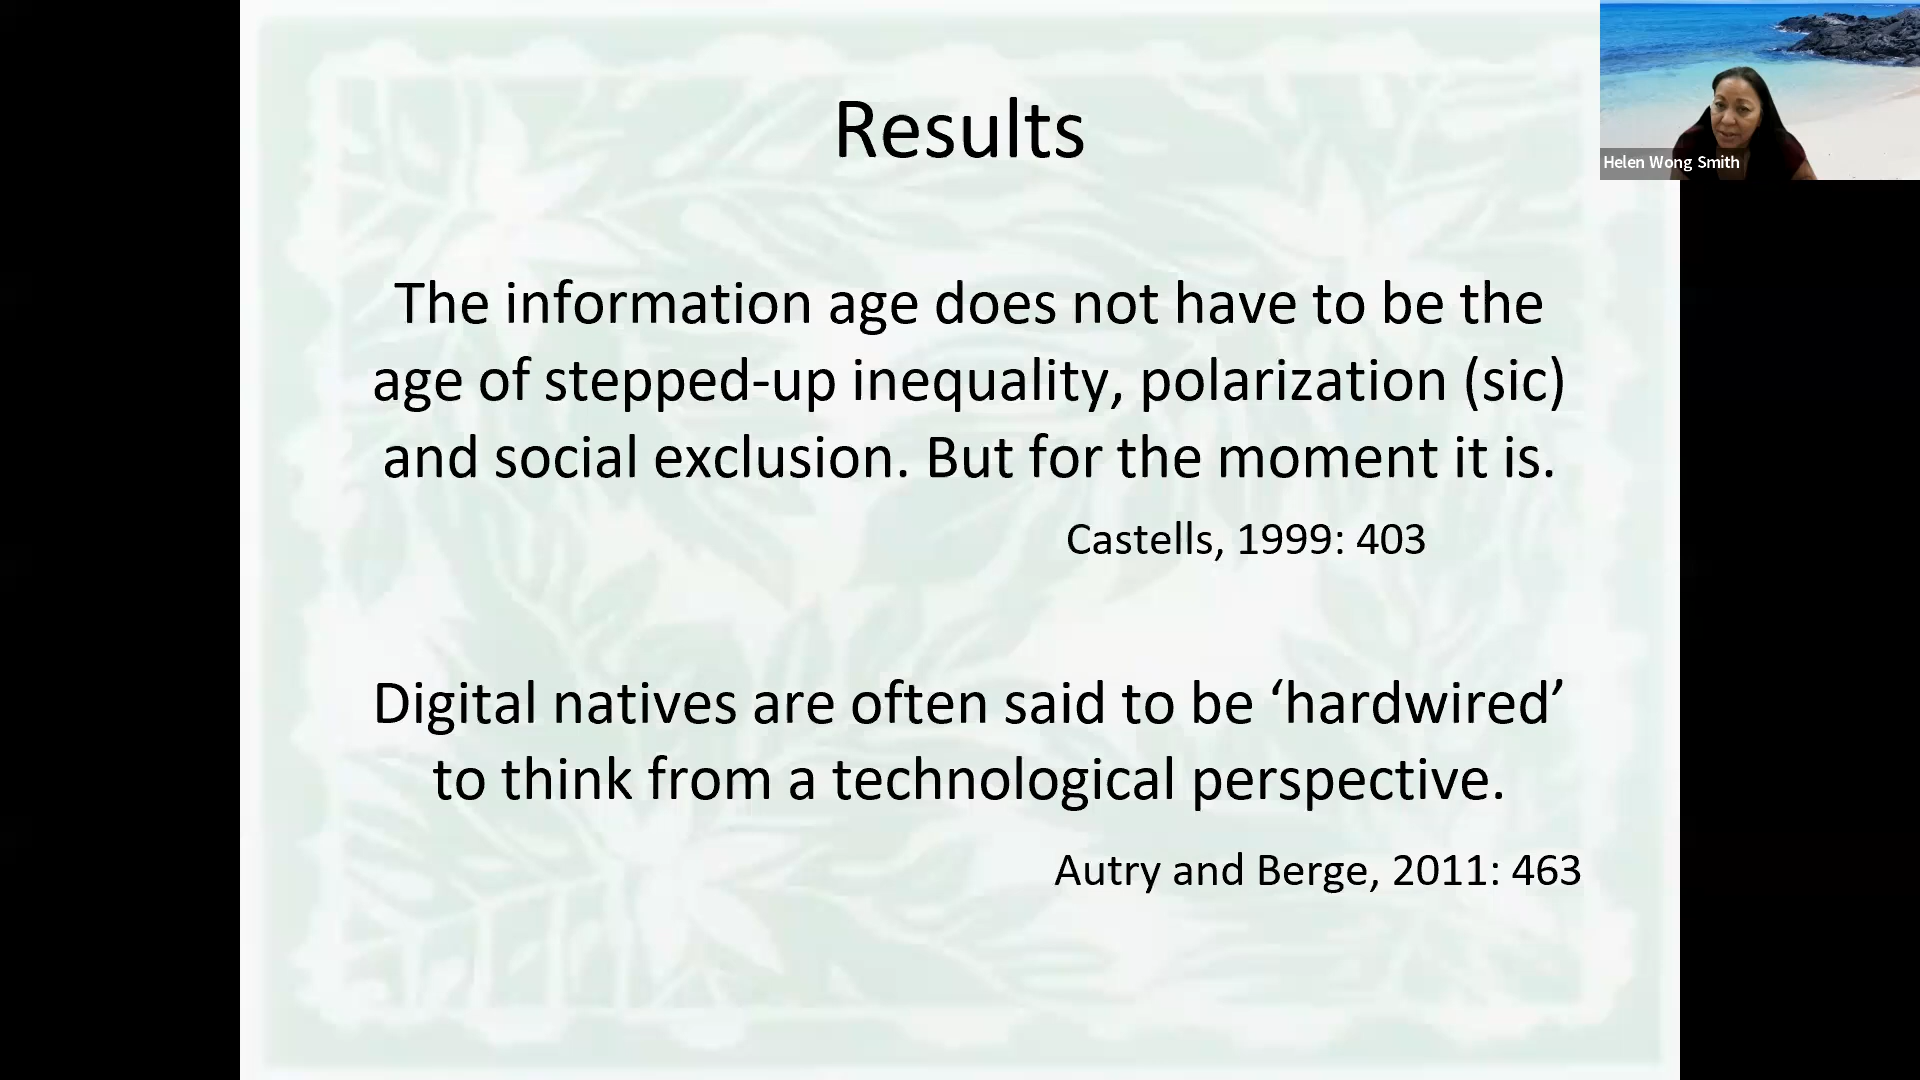 Results
The information age does not have to be the
age of stepped-up inequality, polarization (sic)
and social exclusion. But for the moment it is.
Castells, 1999: 403
Digital natives are often said to be ‘hardwired’
to think from a technological perspective.
Autry and Berge, 2011: 463
Helen Wong Smith